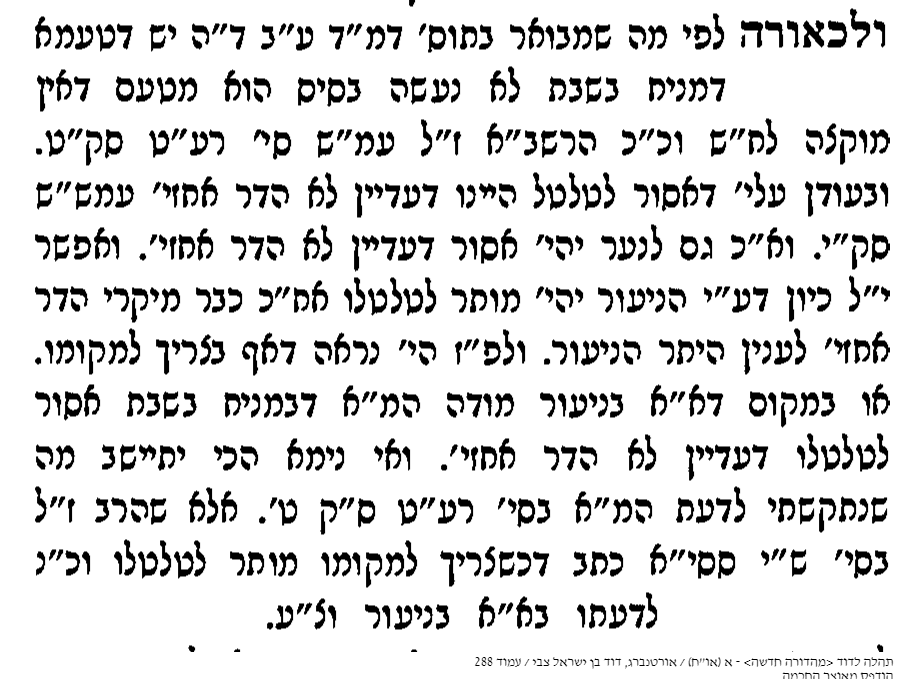 ולכאורה לפי מה שמבואר בתוס׳ דמ״ד ע״ב ד״ה יש דטעמא
דמניח בשבת לא נעשה בסיס הוא מטעם דאין
מוקצה לח״ש וכ״כ הרשב״א ז״ל עמ״ש סי׳ רע״ט סק״ט.
ובעודן עלי׳ דאסור לטלטל היינו דעדיין לא הדר אחזי׳ עמש״ש
סק״י. וא״כ גם לנער יהי׳ אסור דעדיין לא הדר אחזי׳. ואפשר
י״ל כיון דע״י הניעור יהי׳ מותר לטלטלו אח״כ כבר מיקרי הדר
אחזי׳ לענין היתר הניעור. ולפ״ז הי׳ נראה דאף בצריך למקומו.
או במקום דא״א בניעור מודה המ״א דבמניח בשבת אסור
לטלטלו דעדיין לא הדר אחזי׳. ואי נימא הכי יתיישב מה
שנתקשתי לדעת המ״א בסי׳ רע״ט ס״ק ט׳. אלא שהרב ז״ל
בסי׳ ש״י ססי״א כתב דכשצריך למקומו מותר לטלטלו וכ״נ
לדעתו בא״א בניעור וצ״ע.
תהלה לדוד <מהדורה חדשה> - א (או״ח) / אורטנברג, דוד בן ישראל צבי / עמוד 288
הודפס מאוצר החכמה